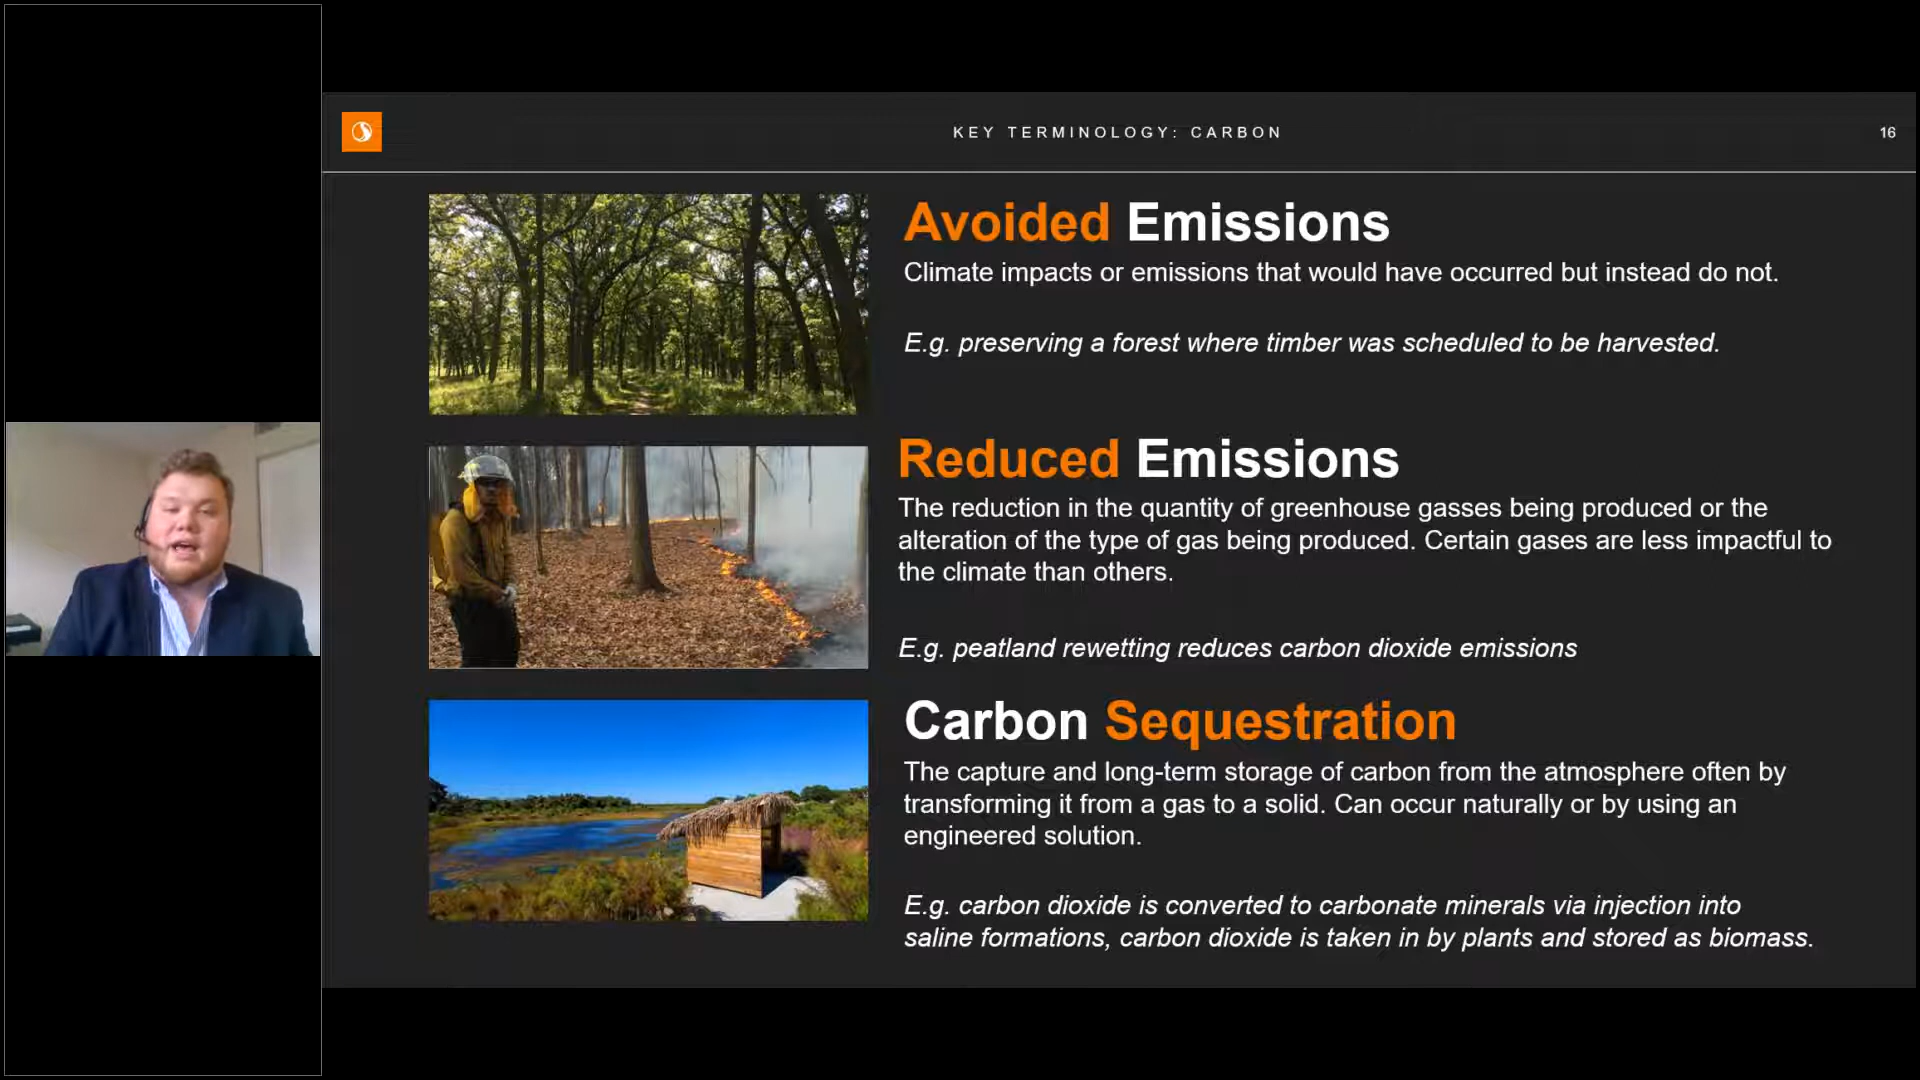 KEY TERMINOLOGY: CARBON
16
Avoided Emissions
Climate impacts or emissions that would have occurred but instead do not.
E.g. preserving a forest where timber was scheduled to be harvested.
Reduced Emissions
The reduction in the quantity of greenhouse gasses being produced or the
alteration of the type of gas being produced. Certain gases are less impactful to
the climate than others.
E.g. peatland rewetting reduces carbon dioxide emissions
Carbon Sequestration
The capture and long-term storage of carbon from the atmosphere often by
transforming it from a gas to a solid. Can occur naturally or by using an
engineered solution.
E.g. carbon dioxide is converted to carbonate minerals via injection into
saline formations, carbon dioxide is taken in by plants and stored as biomass.